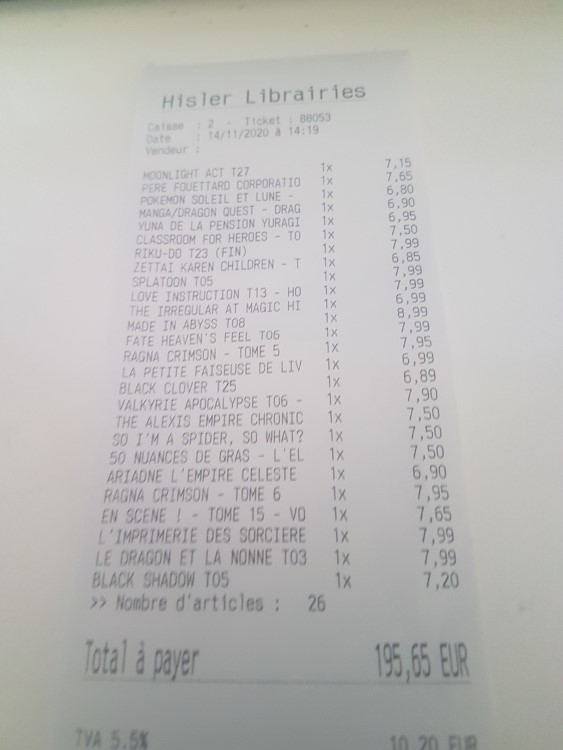 Hisler Librairies
Caisse : 2 - Ticket : 88053
Date : 14/11/2020 à 14:19
Vendeur :
MOONLIGHT ACT T27 1x 7,15
PERE FOUETTARD CORPORATIO 1x 7,65
POKEMON SOLEIL ET LUNE - 1x 6,80
MANGA/DRAGON QUEST - DRAG 1x 6,90
YUNA DE LA PENSION YURAGI 1x 6,95
CLASSROOM FOR HEROES - TO 1x 7,50
RIKU-DO T23 (FIN) 1x 7,99
ZETTAI KAREN CHILDREN - T 1x 6,85
SPLATOON T05 1x 7,99
LOVE INSTRUCTION T13 - HO 1x 7,99
THE IRREGULAR AT MAGIC HI 1x 6,99
MADE IN ABYSS T08 1x 8,99
FATE HEAVEN'S FEEL T06 1x 7,99
RAGNA CRIMSON - TOME 5 1x 7,95
LA PETITE FAISEUSE DE LIV 1x 6,99
BLACK CLOVER T25 1x 6,89
VALKYRIE APOCALYPSE T06 - 1x 7,90
THE ALEXIS EMPIRE CHRONIC 1x 7,50
SO I'M A SPIDER, SO WHAT? 1x 7,50
50 NUANCES DE GRAS - L'EL 1x 7,50
ARIADNE L'EMPIRE CELESTE 1x 6,90
RAGNA CRIMSON - TOME 6 1x 7,95
EN SCENE ! - TOME 15 - VO 1x 7,65
L'IMPRIMERIE DES SORCIERE 1x 7,99
LE DRAGON ET LA NONNE T03 1x 7,99
BLACK SHADOW T05 1x 7,20
>> Nombre d'articles : 26
Total à payer 195,65 EUR
TVA 5.5% 10,20 EUR